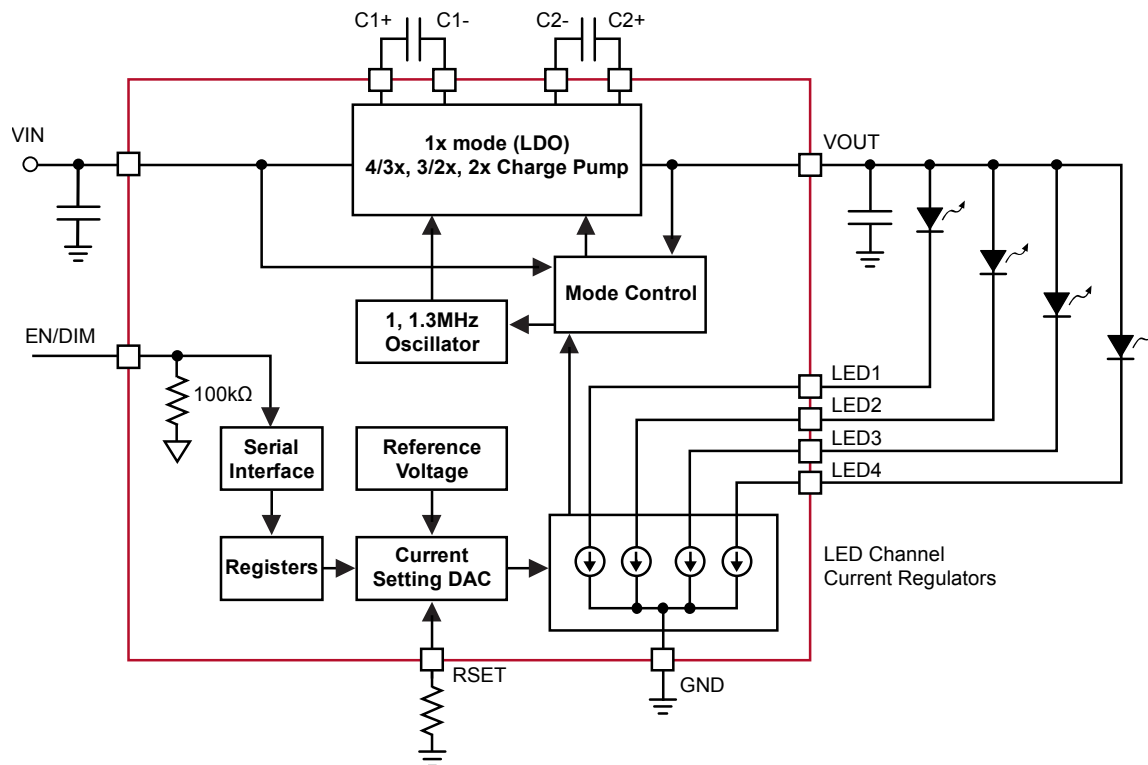 C1+ C1- C2- C2+
VIN
1x mode (LDO)
4/3x, 3/2x, 2x Charge Pump
VOUT
Mode Control
1, 1.3MHz
Oscillator
EN/DIM
100kΩ
LED1
LED2
LED3
LED4
Serial
Interface
Reference
Voltage
Registers
Current
Setting DAC
LED Channel
Current Regulators
RSET
GND